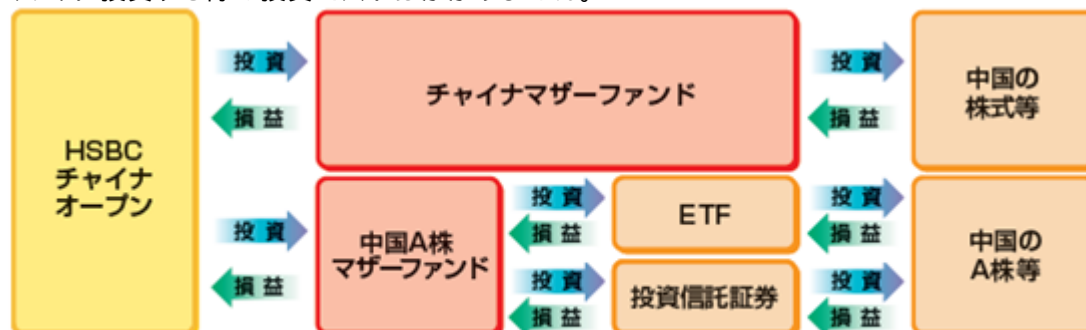 投資
チャイナマザーファンド
投資
中国の
株式等
損益
損益
HSBC
チャイナ
オープン
投資
損益
中国A株
マザーファンド
投資
損益
ETF
投資
損益
中国の
A株等
投資
損益
投資信託証券
投資
損益